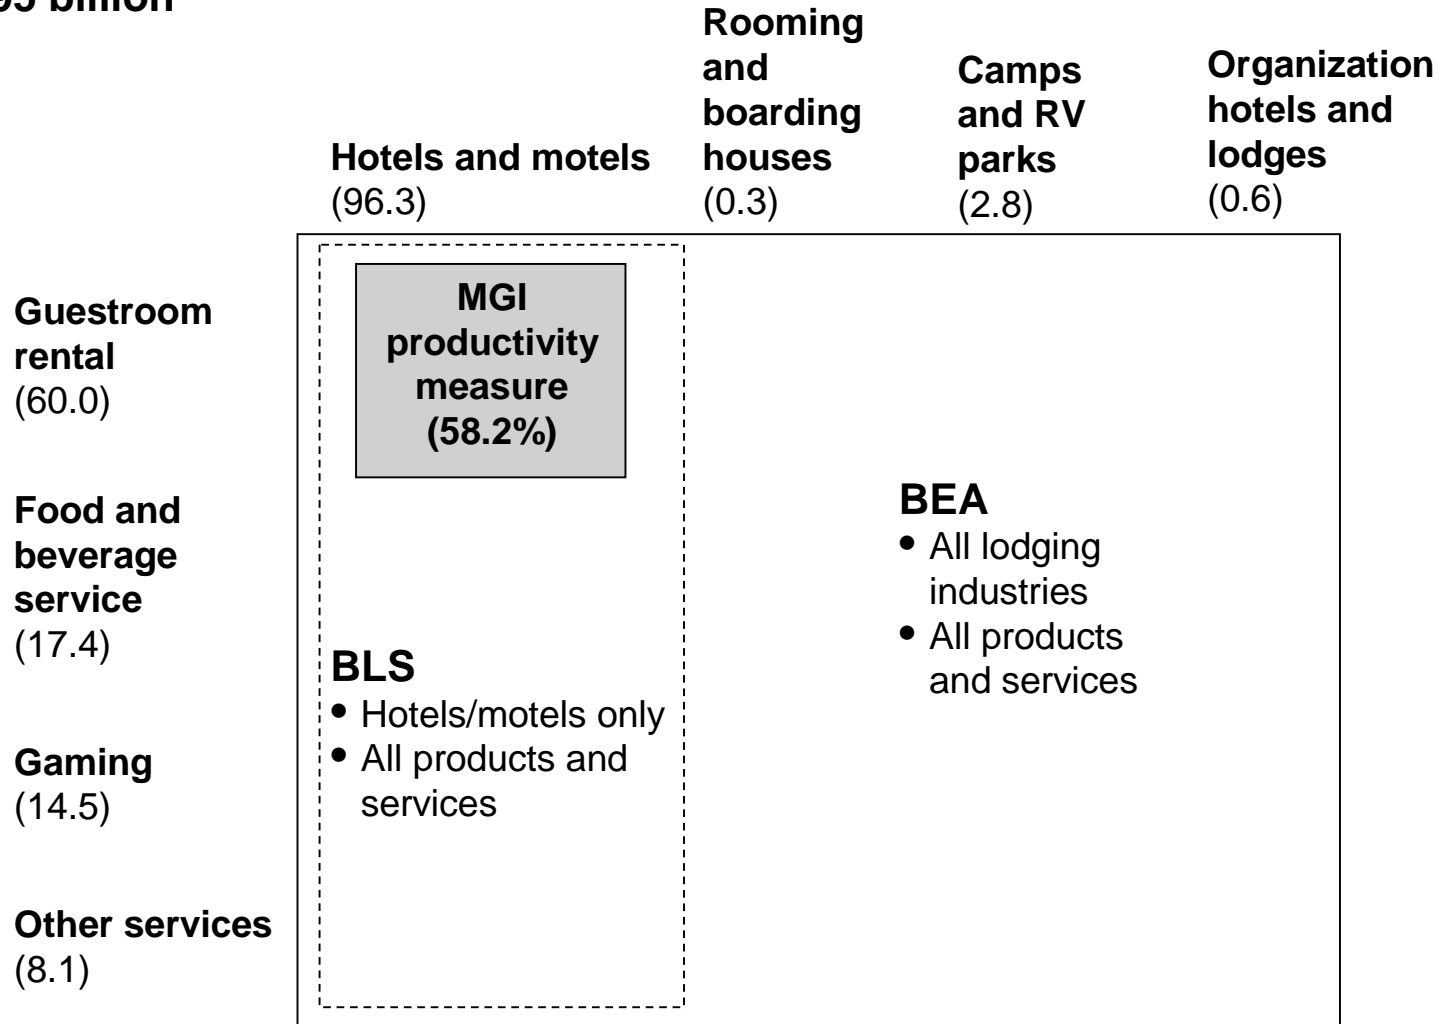 billion
Rooming
and
boarding
houses
(0.3)
Camps
and RV
parks
(2.8)
Organization
hotels and
lodges
(0.6)
Hotels and motels
(96.3)
Guestroom
rental
(60.0)
MGI
productivity
measure
(58.2%)
Food and
beverage
service
(17.4)
BEA
• All lodging
industries
• All products
and services
BLS
• Hotels/motels only
• All products and
services
Gaming
(14.5)
Other services
(8.1)